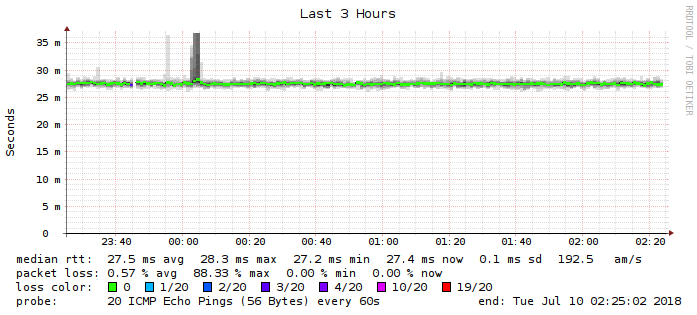 Last 3 Hours
RRDTOOL / TOBI OETIKER
Seconds
35 m
30 m
25 m
20 m
15 m
10 m
5 m
0
23:40 00:00 00:20 00:40 01:00 01:20 01:40 02:00 02:20
median rtt: 27.5 ms avg 28.3 ms max 27.2 ms min 27.4 ms now 0.1 ms sd 192.5 am/s
packet loss: 0.57 % avg 88.33 % max 0.00 % min 0.00 % now
loss color: 0 1/20 2/20 3/20 4/20 10/20 19/20
probe: 20 ICMP Echo Pings (56 Bytes) every 60s end: Tue Jul 10 02:25:02 2018